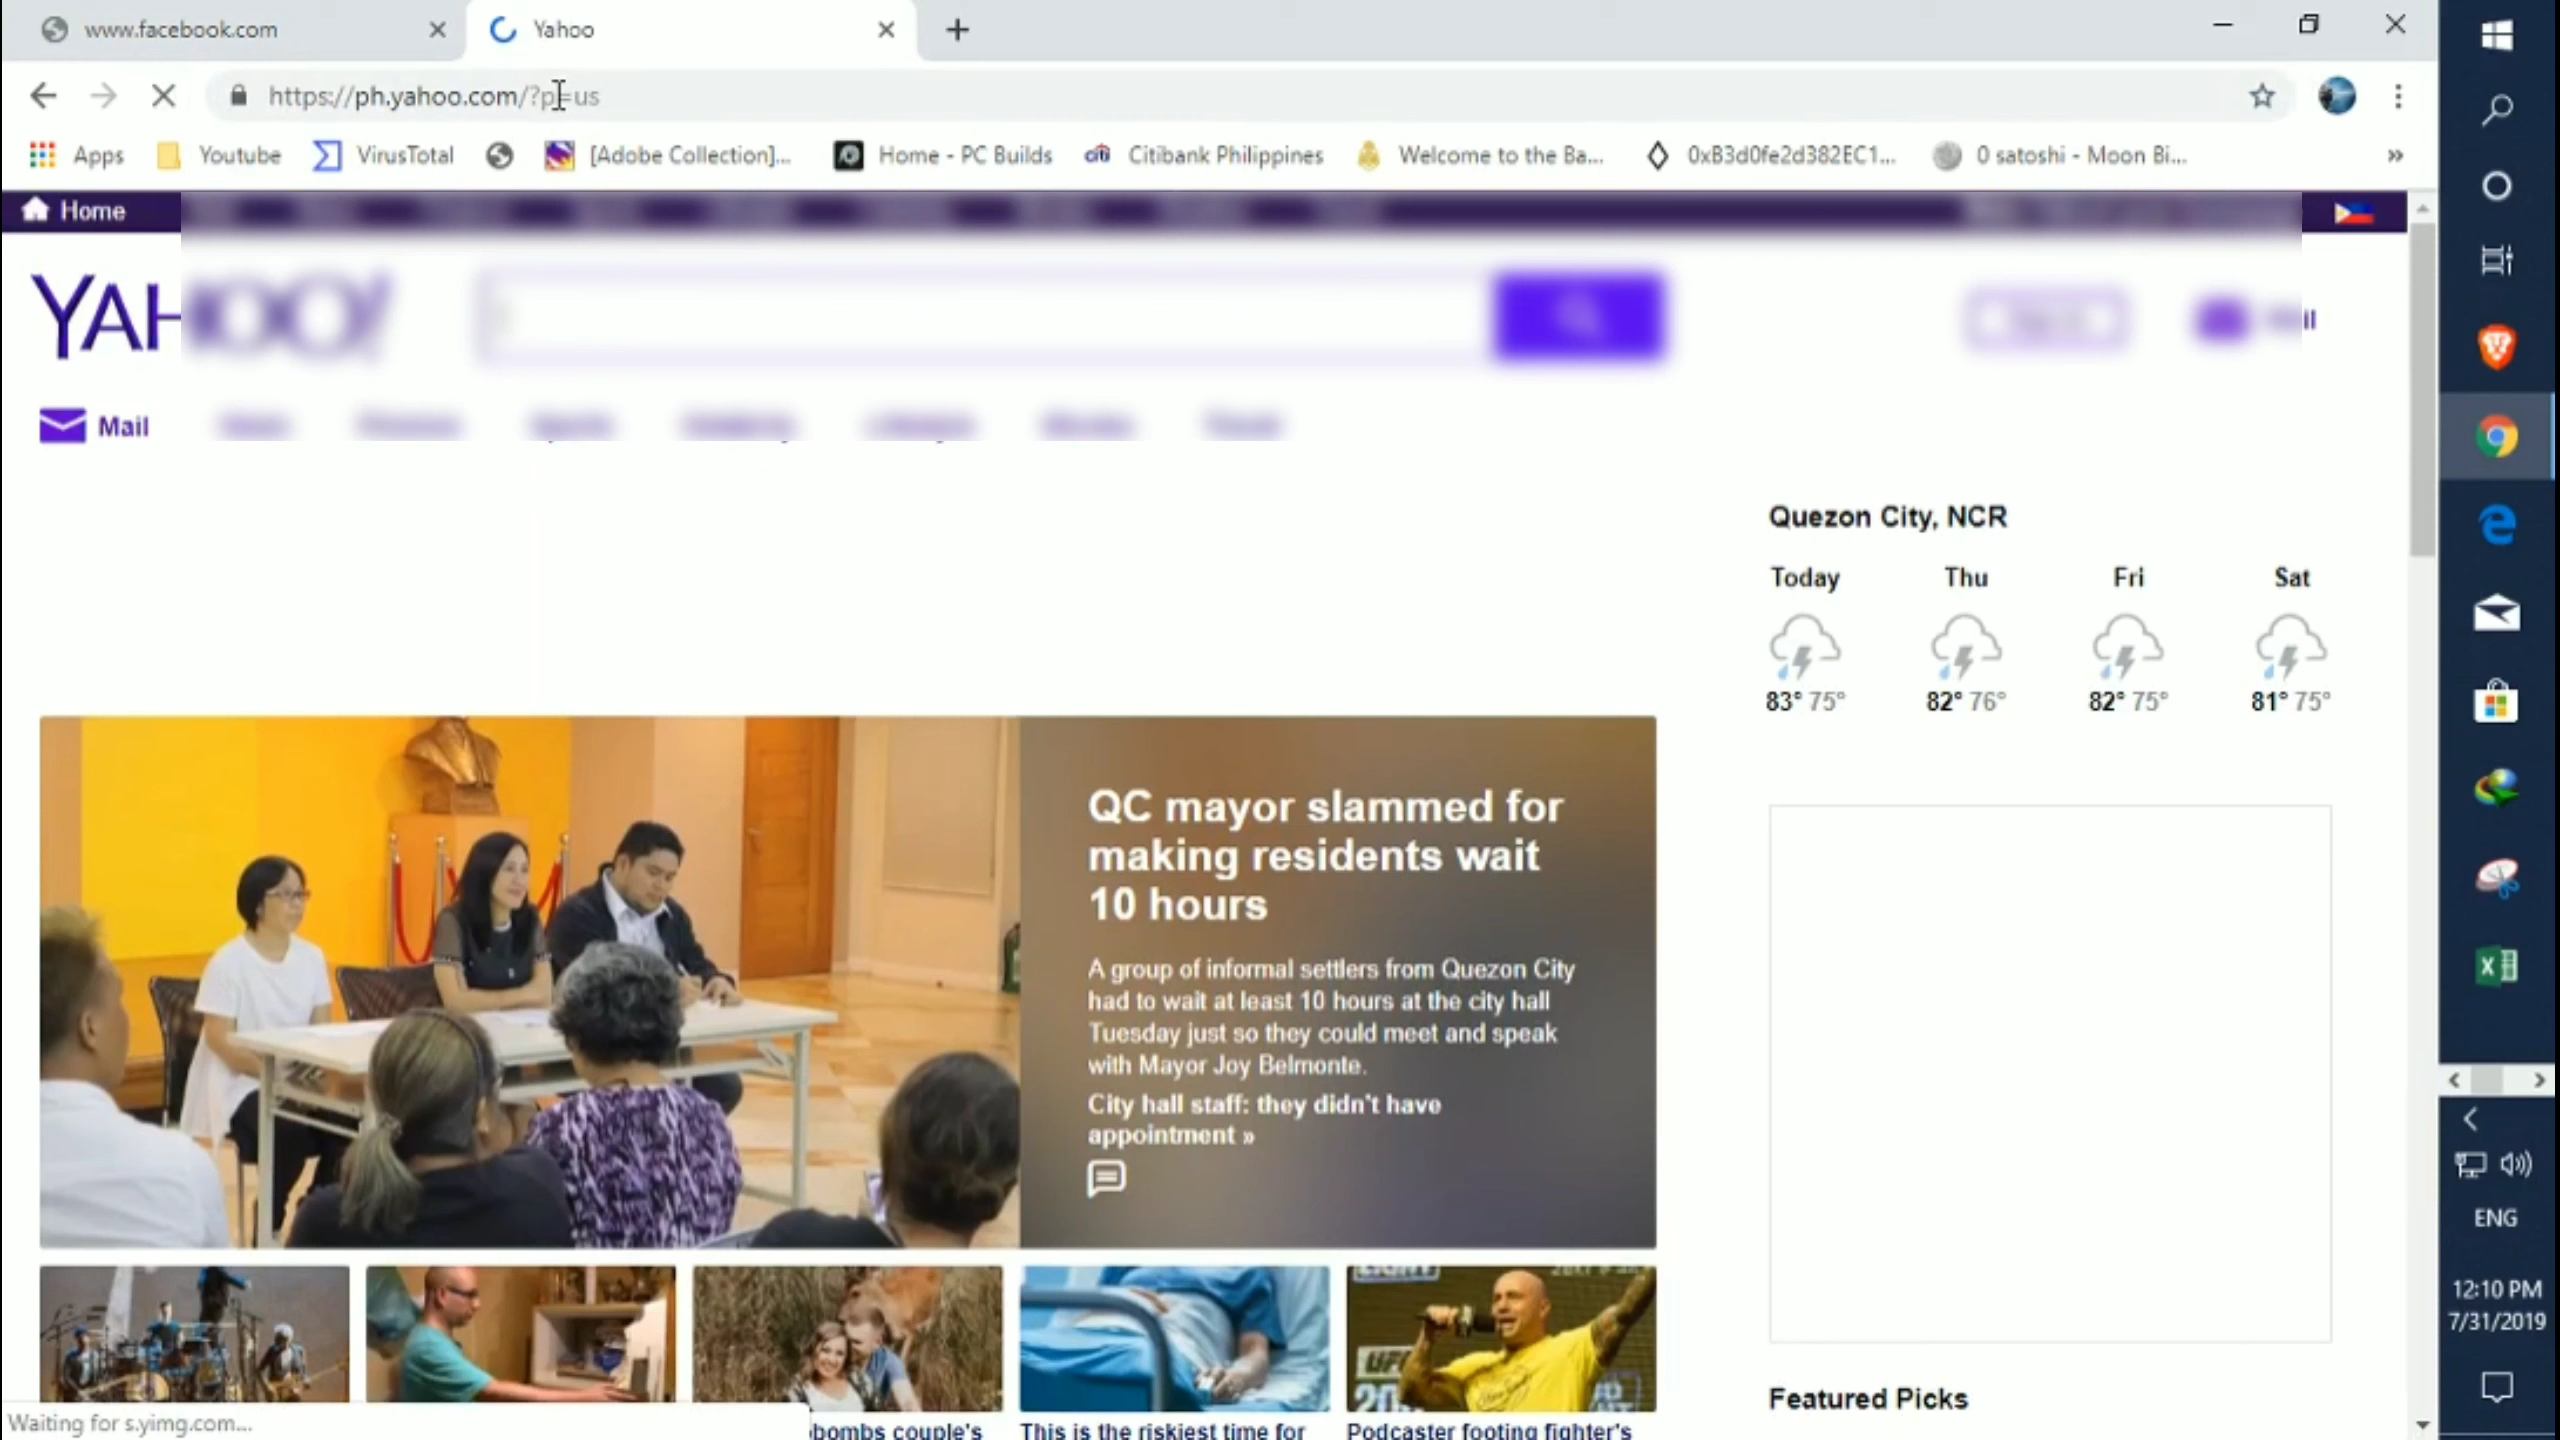 www.facebook.com
Yahoo
https://ph.yahoo.com/?p=us
Apps
Youtube
VirusTotal
[Adobe Collection]...
Home - PC Builds
citi
Citibank Philippines
Welcome to the Ba...
0xB3d0fe2d382EC1...
0 satoshi - Moon Bi...
»
Home
YAHOO!
Mail
Quezon City, NCR
Today
Thu
Fri
Sat
83° 75°
82° 76°
82° 75°
81° 75°
QC mayor slammed for
making residents wait
10 hours
A group of informal settlers from Quezon City
had to wait at least 10 hours at the city hall
Tuesday just so they could meet and speak
with Mayor Joy Belmonte.
City hall staff: they didn't have
appointment »
UFC
bombs couple's
This is the riskiest time for
Podcaster footing fighter's
Featured Picks
Waiting for s.yimg.com...
ENG
12:10 PM
7/31/2019